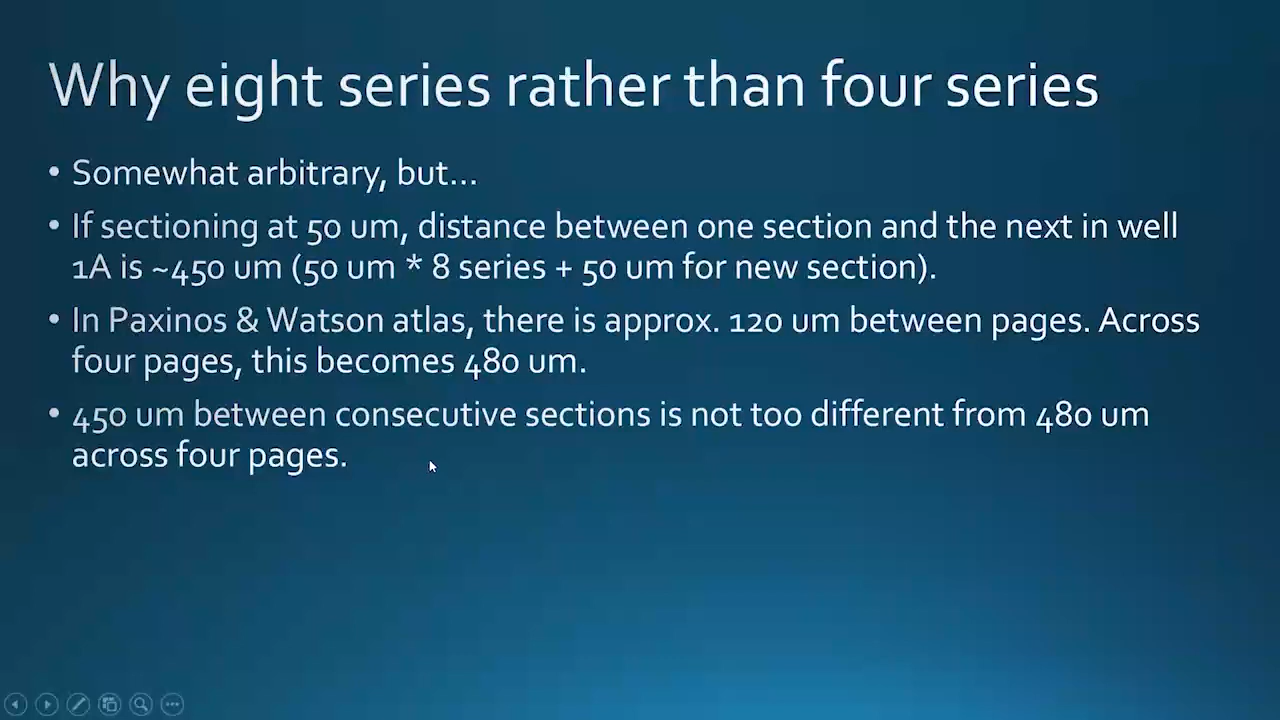 Why eight series rather than four series
• Somewhat arbitrary, but...
• If sectioning at 50 um, distance between one section and the next in well
1A is ~450 um (50 um * 8 series + 50 um for new section).
• In Paxinos & Watson atlas, there is approx. 120 um between pages. Across
four pages, this becomes 480 um.
• 450 um between consecutive sections is not too different from 480 um
across four pages.